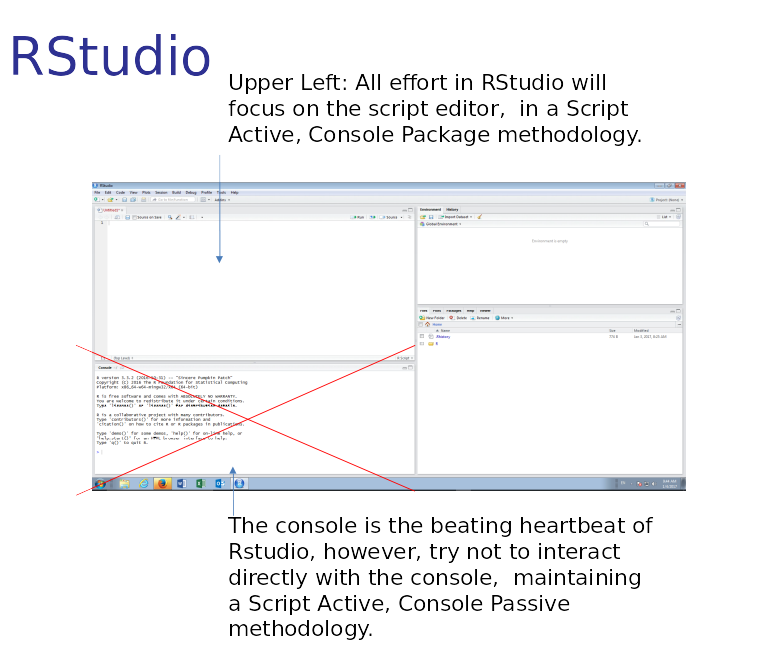 RStudio
Upper Left: All effort in RStudio will
focus on the script editor,  in a Script
Active, Console Package methodology.
RStudio
File Edit Code View Plots Session Build Debug Profile Tools Help
Go to file/function Addins
Project: (None)
Untitled1*
Source on Save Run Source
1
(Top Level) R Script
Console
R version 3.3.2 (2016-10-31) -- "Sincere Pumpkin Patch"
Copyright (C) 2016 The R Foundation for Statistical Computing
Platform: x86_64-w64-mingw32/x64 (64-bit)
R is free software and comes with ABSOLUTELY NO WARRANTY.
You are welcome to redistribute it under certain conditions.
Type 'license()' or 'licence()' for distribution details.
R is a collaborative project with many contributors.
Type 'contributors()' for more information and
'citation()' on how to cite R or R packages in publications.
Type 'demo()' for some demos, 'help()' for on-line help, or
'help.start()' for an HTML browser interface to help.
Type 'q()' to quit R.
>
Environment History
Import Dataset List
Global Environment
Environment is empty
Files Plots Packages Help Viewer
New Folder Delete Rename More
Home
Name Size Modified
.Rhistory
R
The console is the beating heartbeat of
Rstudio, however, try not to interact
directly with the console,  maintaining
a Script Active, Console Passive
methodology.